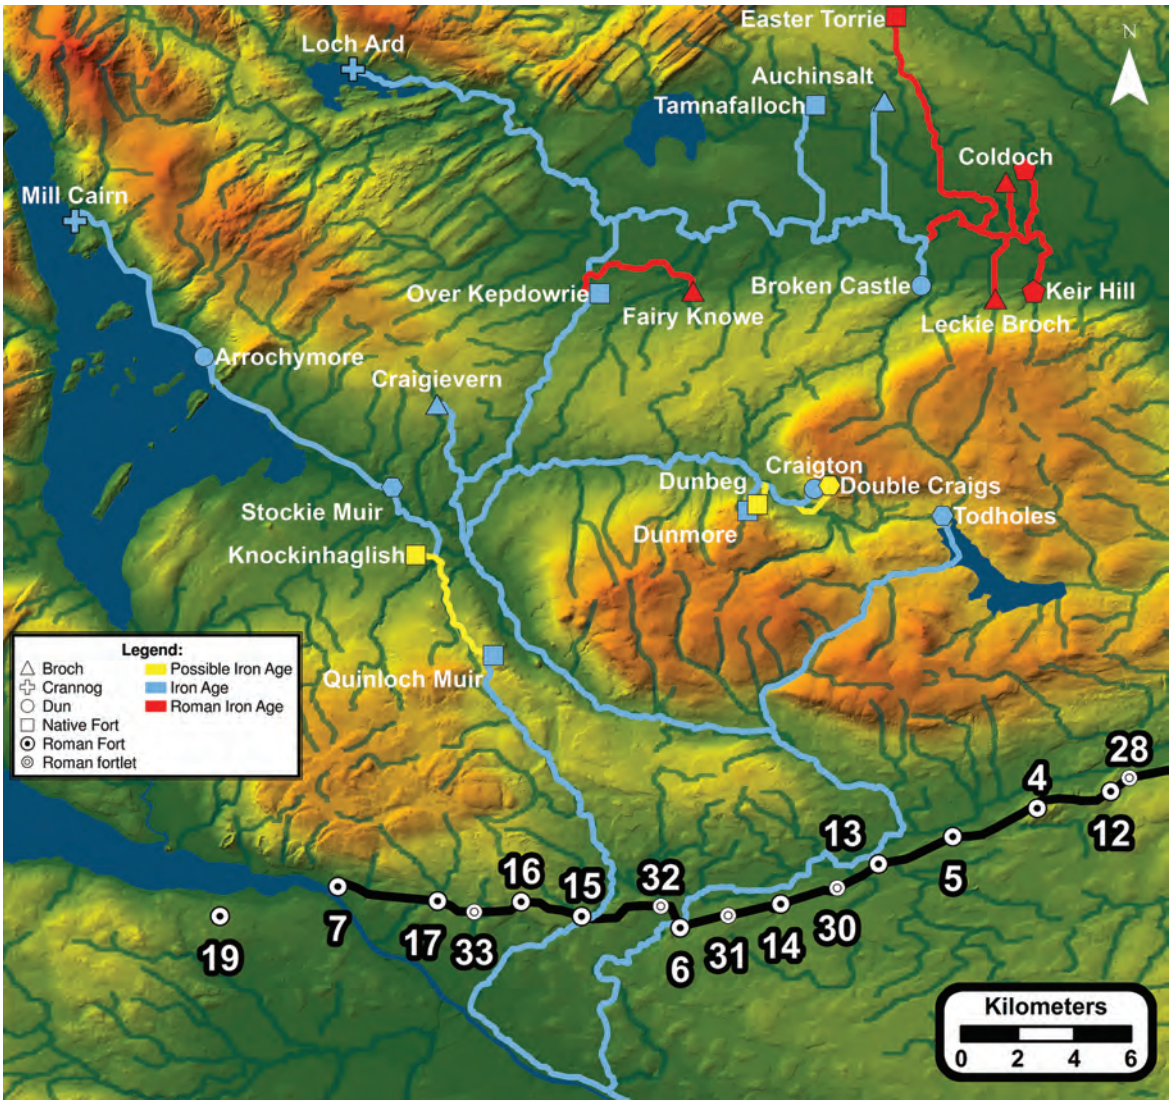 Easter Torrie
N
Loch Ard
Auchinsalt
Tamnafalloch
Coldoch
Mill Cairn
Over Kepdowrie
Broken Castle
Keir Hill
Fairy Knowe
Leckie Broch
Arrochymore
Craigievern
Craigton
Dunbeg
Double Craigs
Stockie Muir
Todholes
Dunmore
Knockinhaglish
Quinloch Muir
Legend:
Broch
Crannog
Dun
Native Fort
Roman Fort
Roman fortlet
Possible Iron Age
Iron Age
Roman Iron Age
28
4
13
12
5
16
15
32
7
17
33
19
6
31
14
30
Kilometers
0 2 4 6